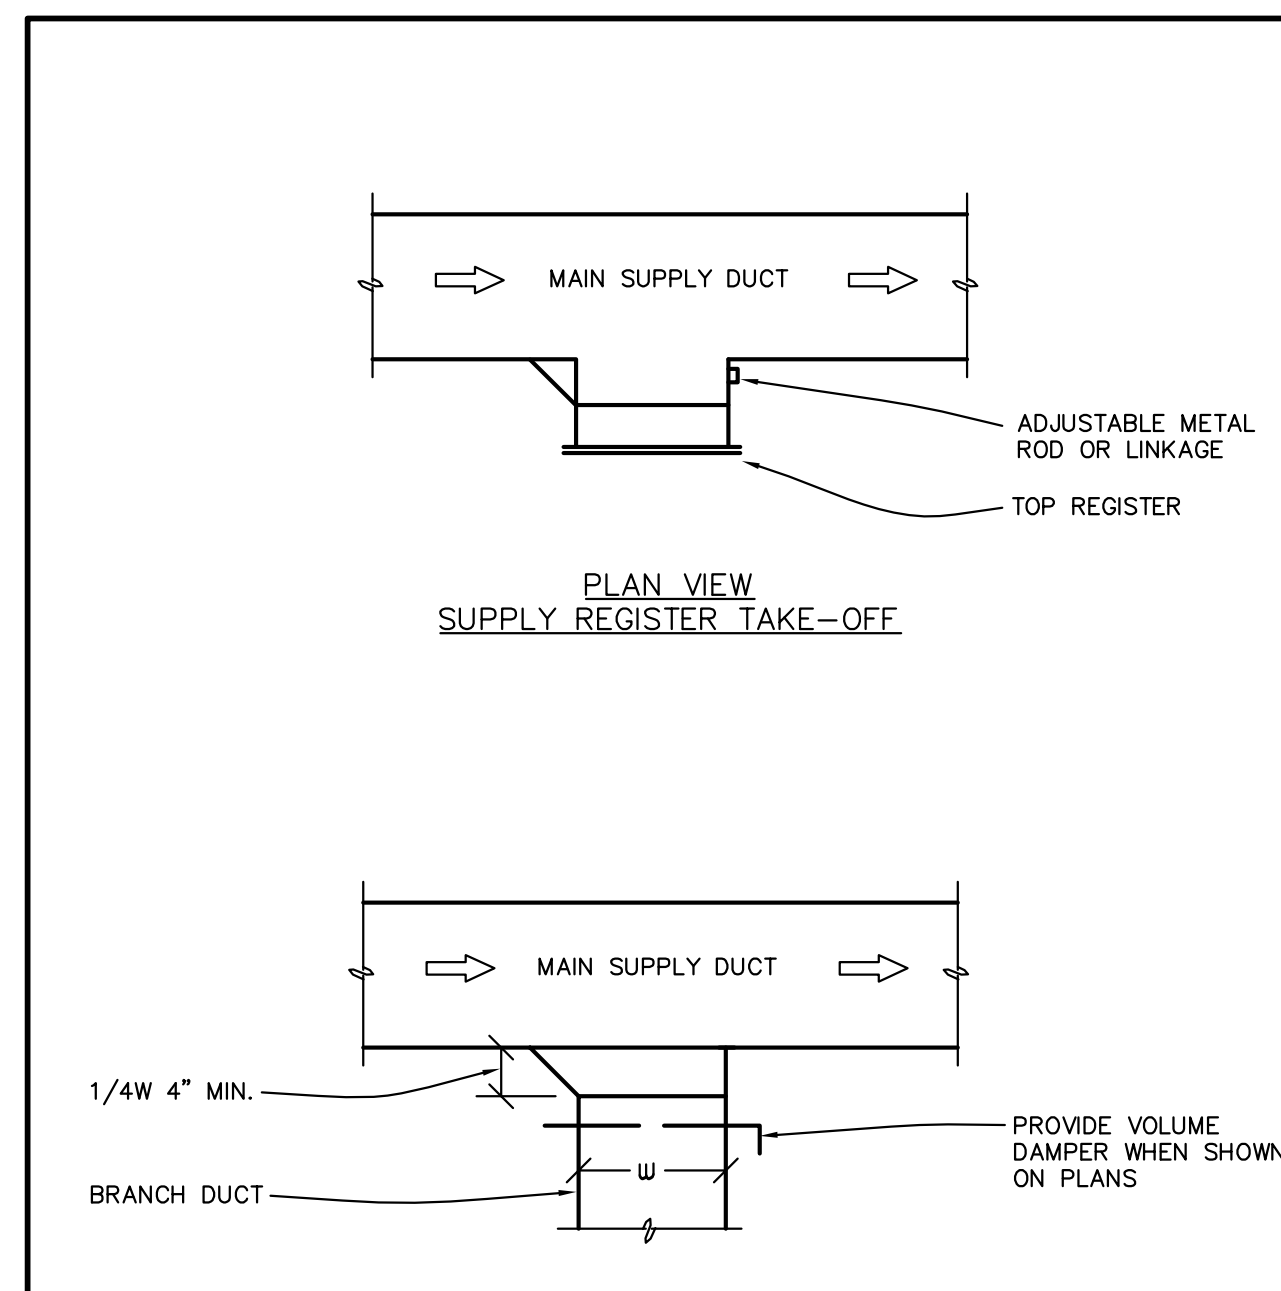 MAIN SUPPLY DUCT
ADJUSTABLE METAL
ROD OR LINKAGE
TOP REGISTER
PLAN VIEW
SUPPLY REGISTER TAKE-OFF
MAIN SUPPLY DUCT
1/4W 4" MIN.
PROVIDE VOLUME
DAMPER WHEN SHOWN
ON PLANS
W
BRANCH DUCT